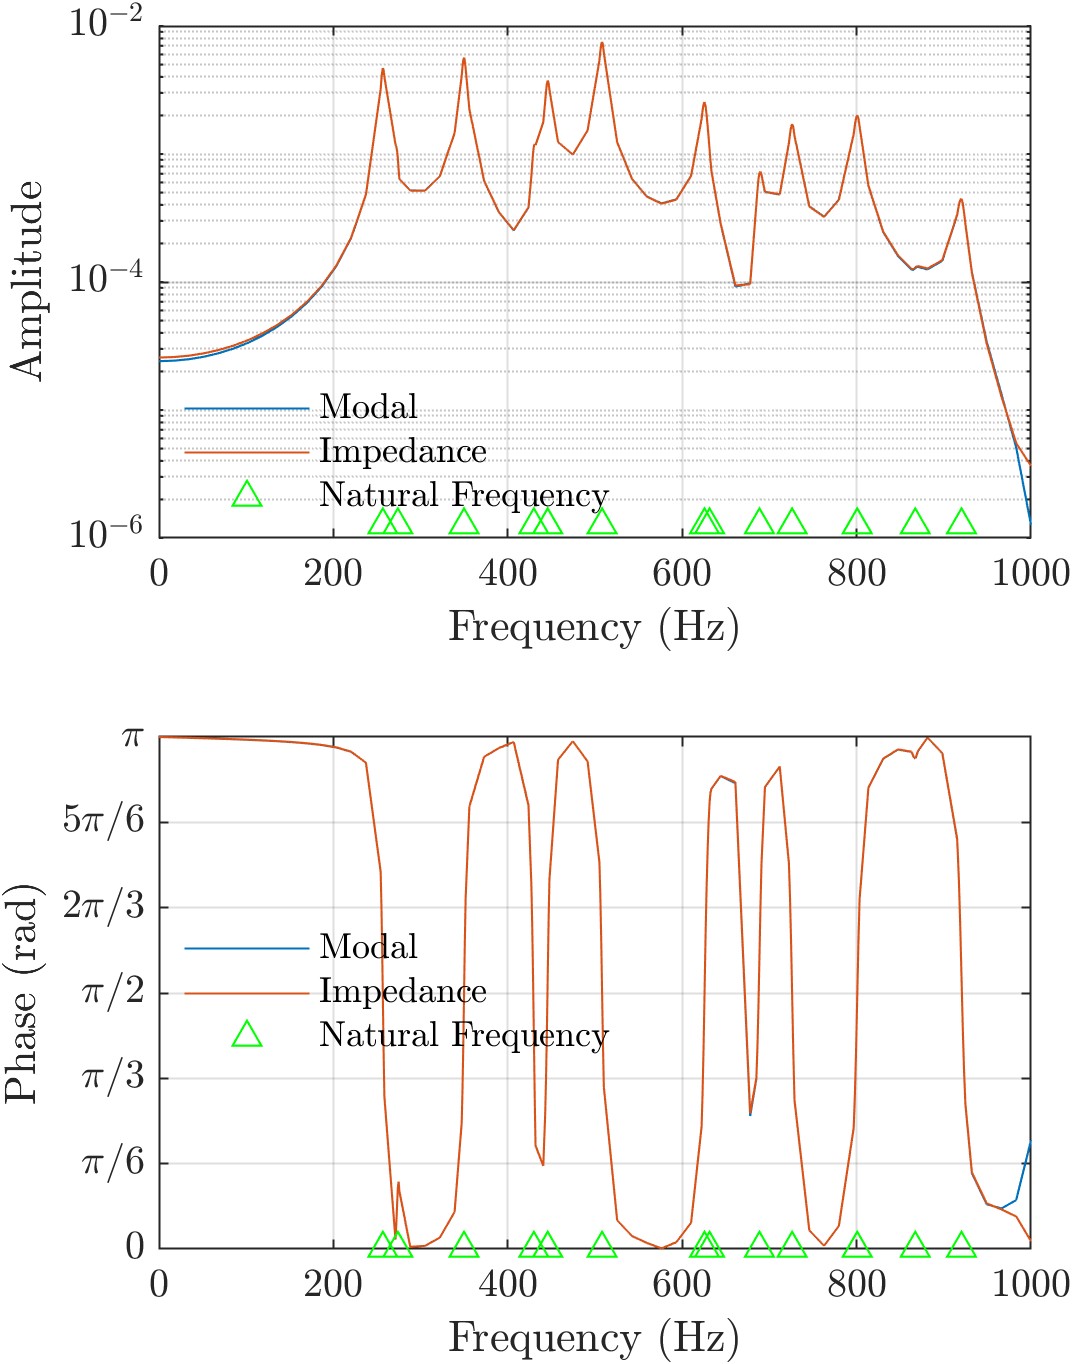 10−2
10−4
10−6
Amplitude
Modal
Impedance
Natural Frequency
0 200 400 600 800 1000
Frequency (Hz)
π
5π/6
2π/3
π/2
π/3
π/6
0
Phase (rad)
Modal
Impedance
Natural Frequency
0 200 400 600 800 1000
Frequency (Hz)